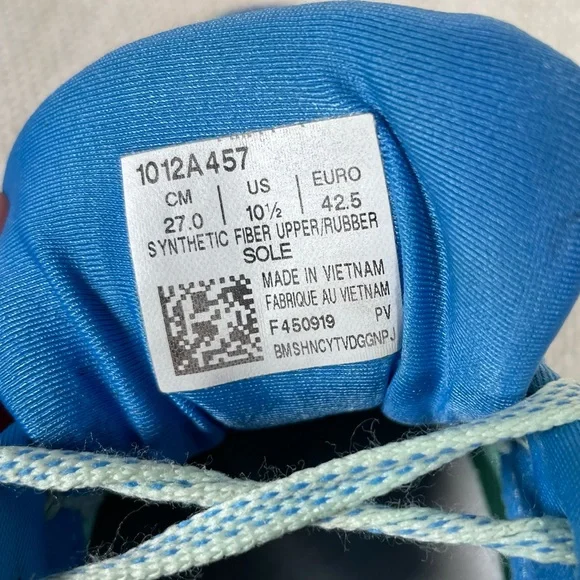 1012A457
CM | US | EURO
27.0 | 10½ | 42.5
SYNTHETIC FIBER UPPER/RUBBER
SOLE
MADE IN VIETNAM
FABRIQUE AU VIETNAM
F450919 PV
BMSHNCYTVDGGNPJ